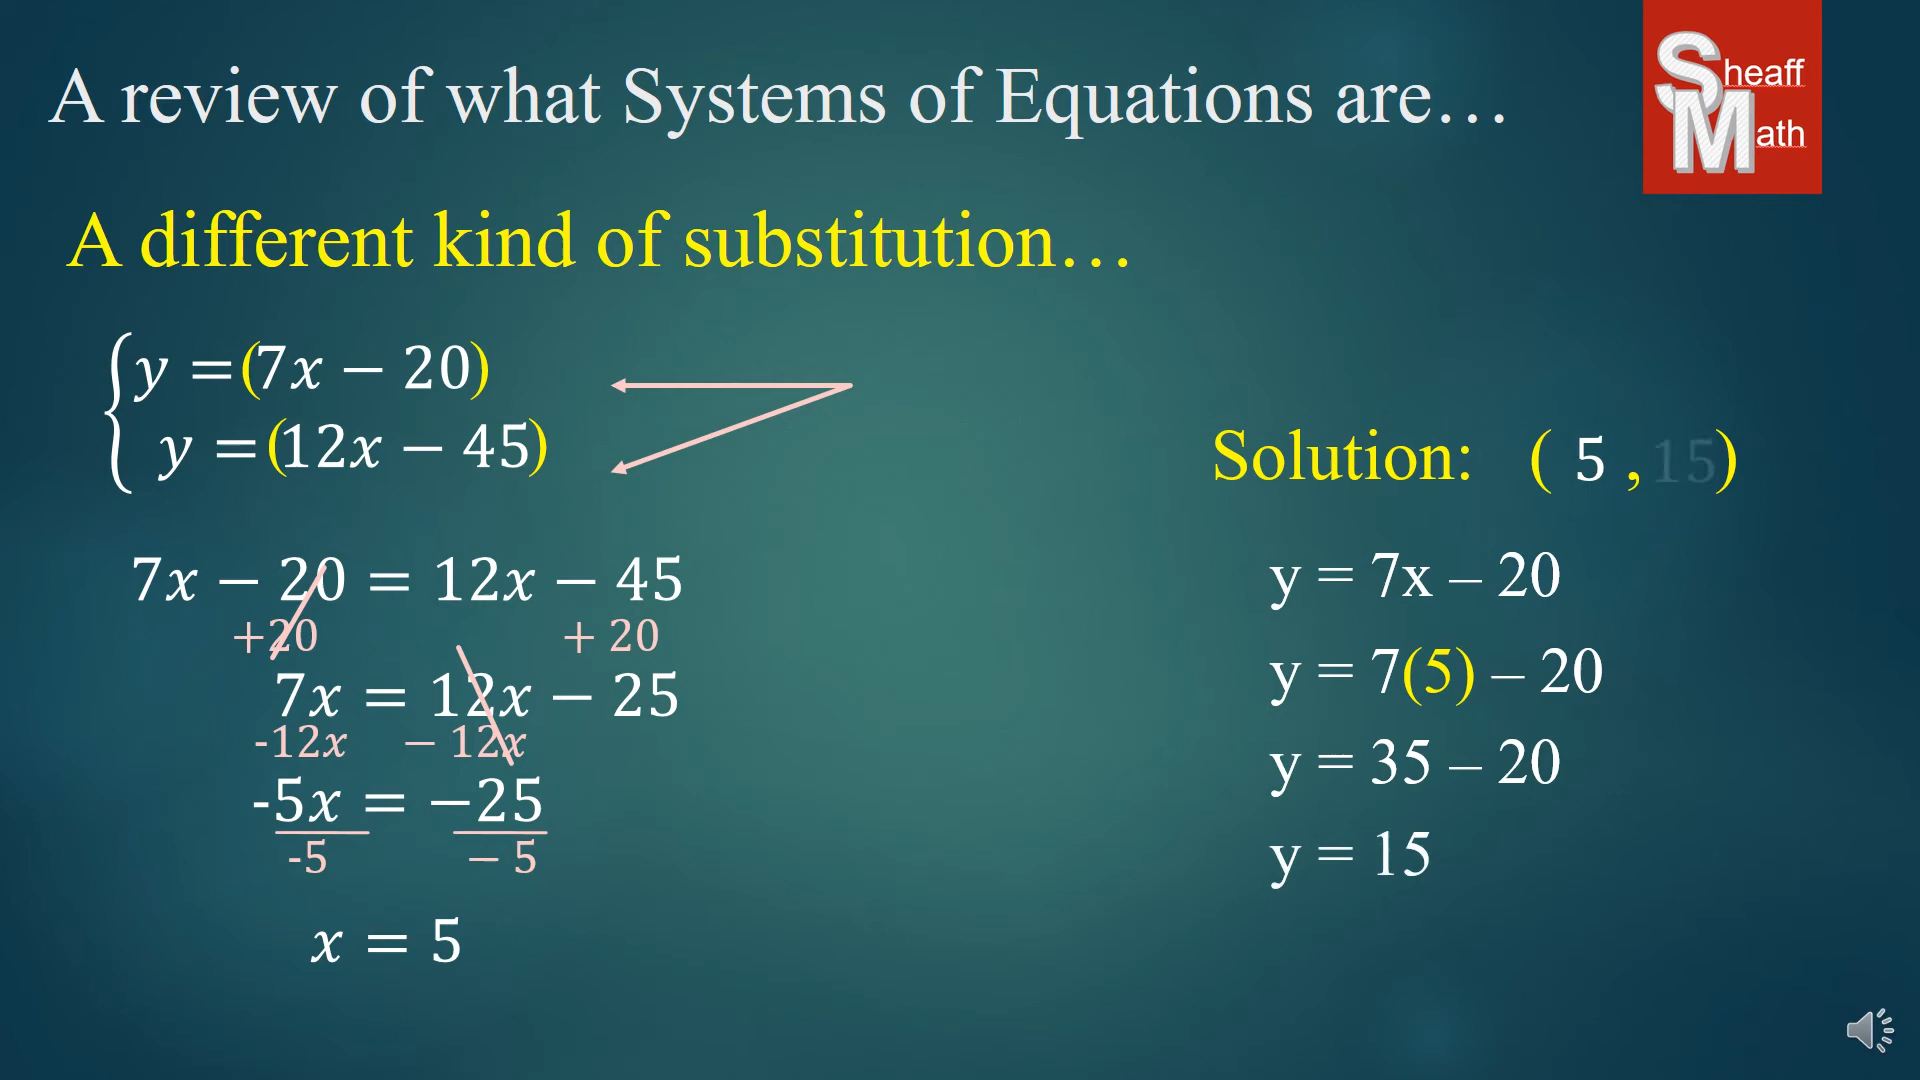 A review of what Systems of Equations are…
Sheaff
Math
A different kind of substitution…
y = (7x − 20)
y = (12x − 45)
7x − 20 = 12x − 45
+20 + 20
7x = 12x − 25
-12x − 12x
-5x = −25
-5 − 5
x = 5
Solution: ( 5 , 15)
y = 7x – 20
y = 7(5) – 20
y = 35 – 20
y = 15